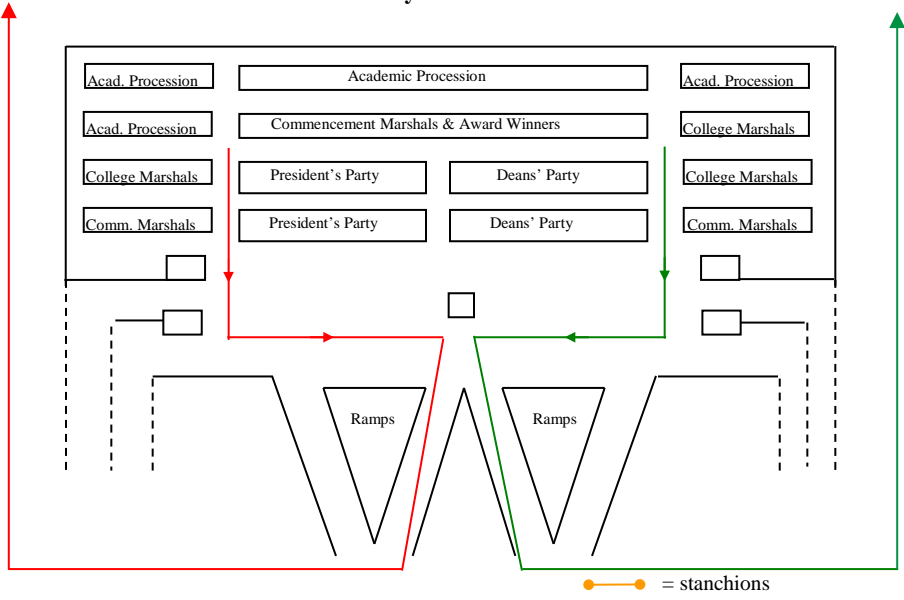 Acad. Procession
Academic Procession
Acad. Procession
Acad. Procession
Commencement Marshals & Award Winners
College Marshals
College Marshals
President's Party
Deans' Party
College Marshals
Comm. Marshals
President's Party
Deans' Party
Comm. Marshals
Ramps
Ramps
= stanchions